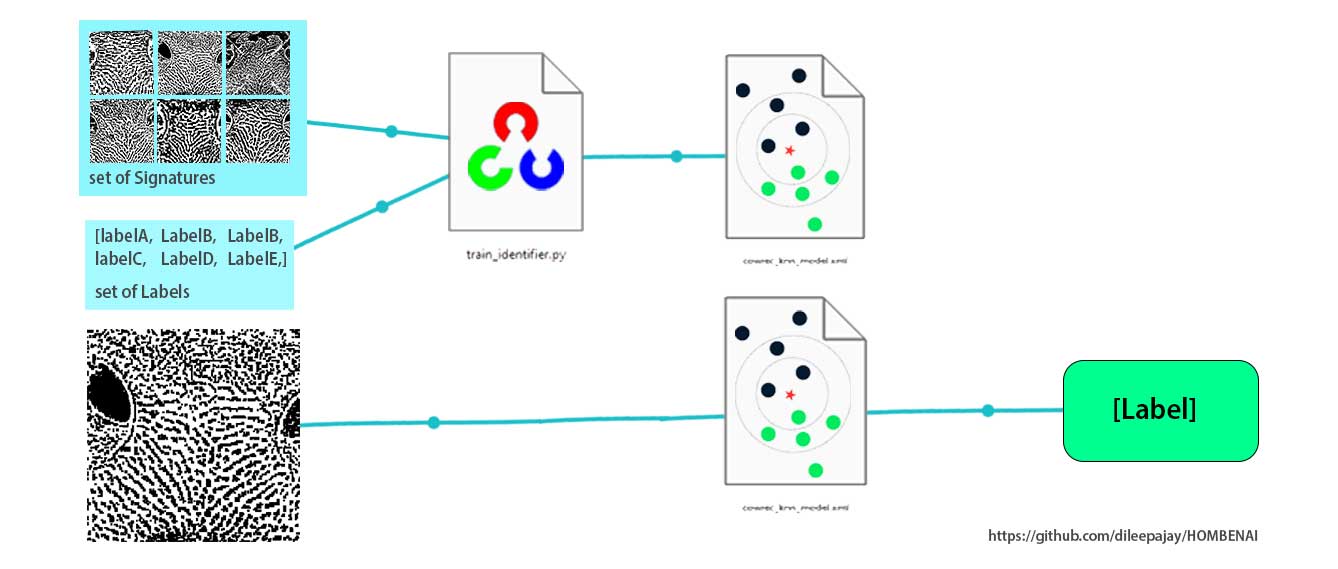 set of Signatures
[labelA, LabelB, LabelB,
labelC, LabelD, LabelE,]
set of Labels
train_identifier.py
cowrec_knn_model.xml
cowrec_knn_model.xml
[Label]
https://github.com/dileepajay/HOMBENAI